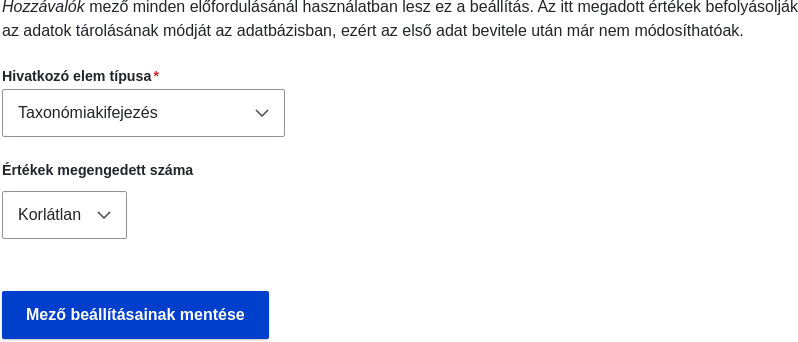 Hozzávalók mező minden előfordulásánál használatban lesz ez a beállítás. Az itt megadott értékek befolyásolják
az adatok tárolásának módját az adatbázisban, ezért az első adat bevitele után már nem módosíthatóak.
Hivatkozó elem típusa*
Taxonómiakifejezés
Értékek megengedett száma
Korlátlan
Mező beállításainak mentése